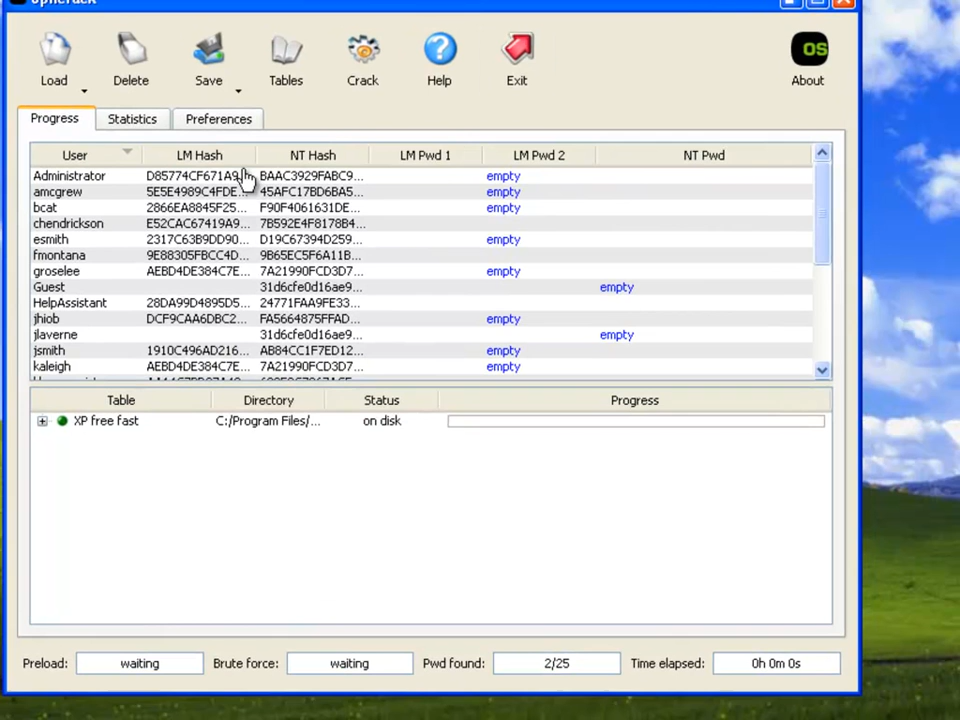 Ophcrack
Load Delete Save Tables Crack Help Exit OS About
Progress Statistics Preferences
User LM Hash NT Hash LM Pwd 1 LM Pwd 2 NT Pwd
Administrator D85774CF671A9... BAAC3929FABC9... empty
amcgrew 5E5E4989C4FDE... 45AFC17BD6BA5... empty
bcat 2866EA8845F25... F90F4061631DE... empty
chendrickson E52CAC67419A9... 7B592E4F8178B4...
esmith 2317C63B9DD90... D19C67394D259... empty
fmontana 9E88305FBCC4D... 9B65EC5F6A11B...
groselee AEBD4DE384C7E... 7A21990FCD3D7... empty
Guest 31d6cfe0d16ae9... empty
HelpAssistant 28DA99D4895D5... 24771FAA9FE33...
jhiob DCF9CAA6DBC2... FA5664875FFAD... empty
jlaverne 31d6cfe0d16ae9... empty
jsmith 1910C496AD216... AB84CC1F7ED12... empty
kaleigh AEBD4DE384C7E... 7A21990FCD3D7... empty
Table Directory Status Progress
XP free fast C:/Program Files/... on disk
Preload: waiting Brute force: waiting Pwd found: 2/25 Time elapsed: 0h 0m 0s